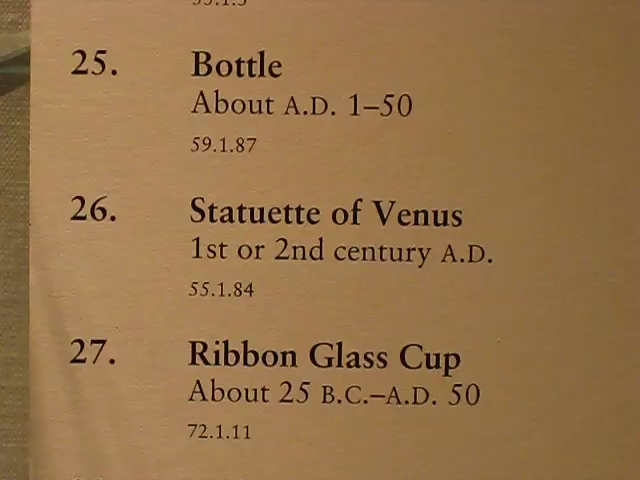 25. Bottle
About A.D. 1–50
59.1.87
26. Statuette of Venus
1st or 2nd century A.D.
55.1.84
27. Ribbon Glass Cup
About 25 B.C.–A.D. 50
72.1.11